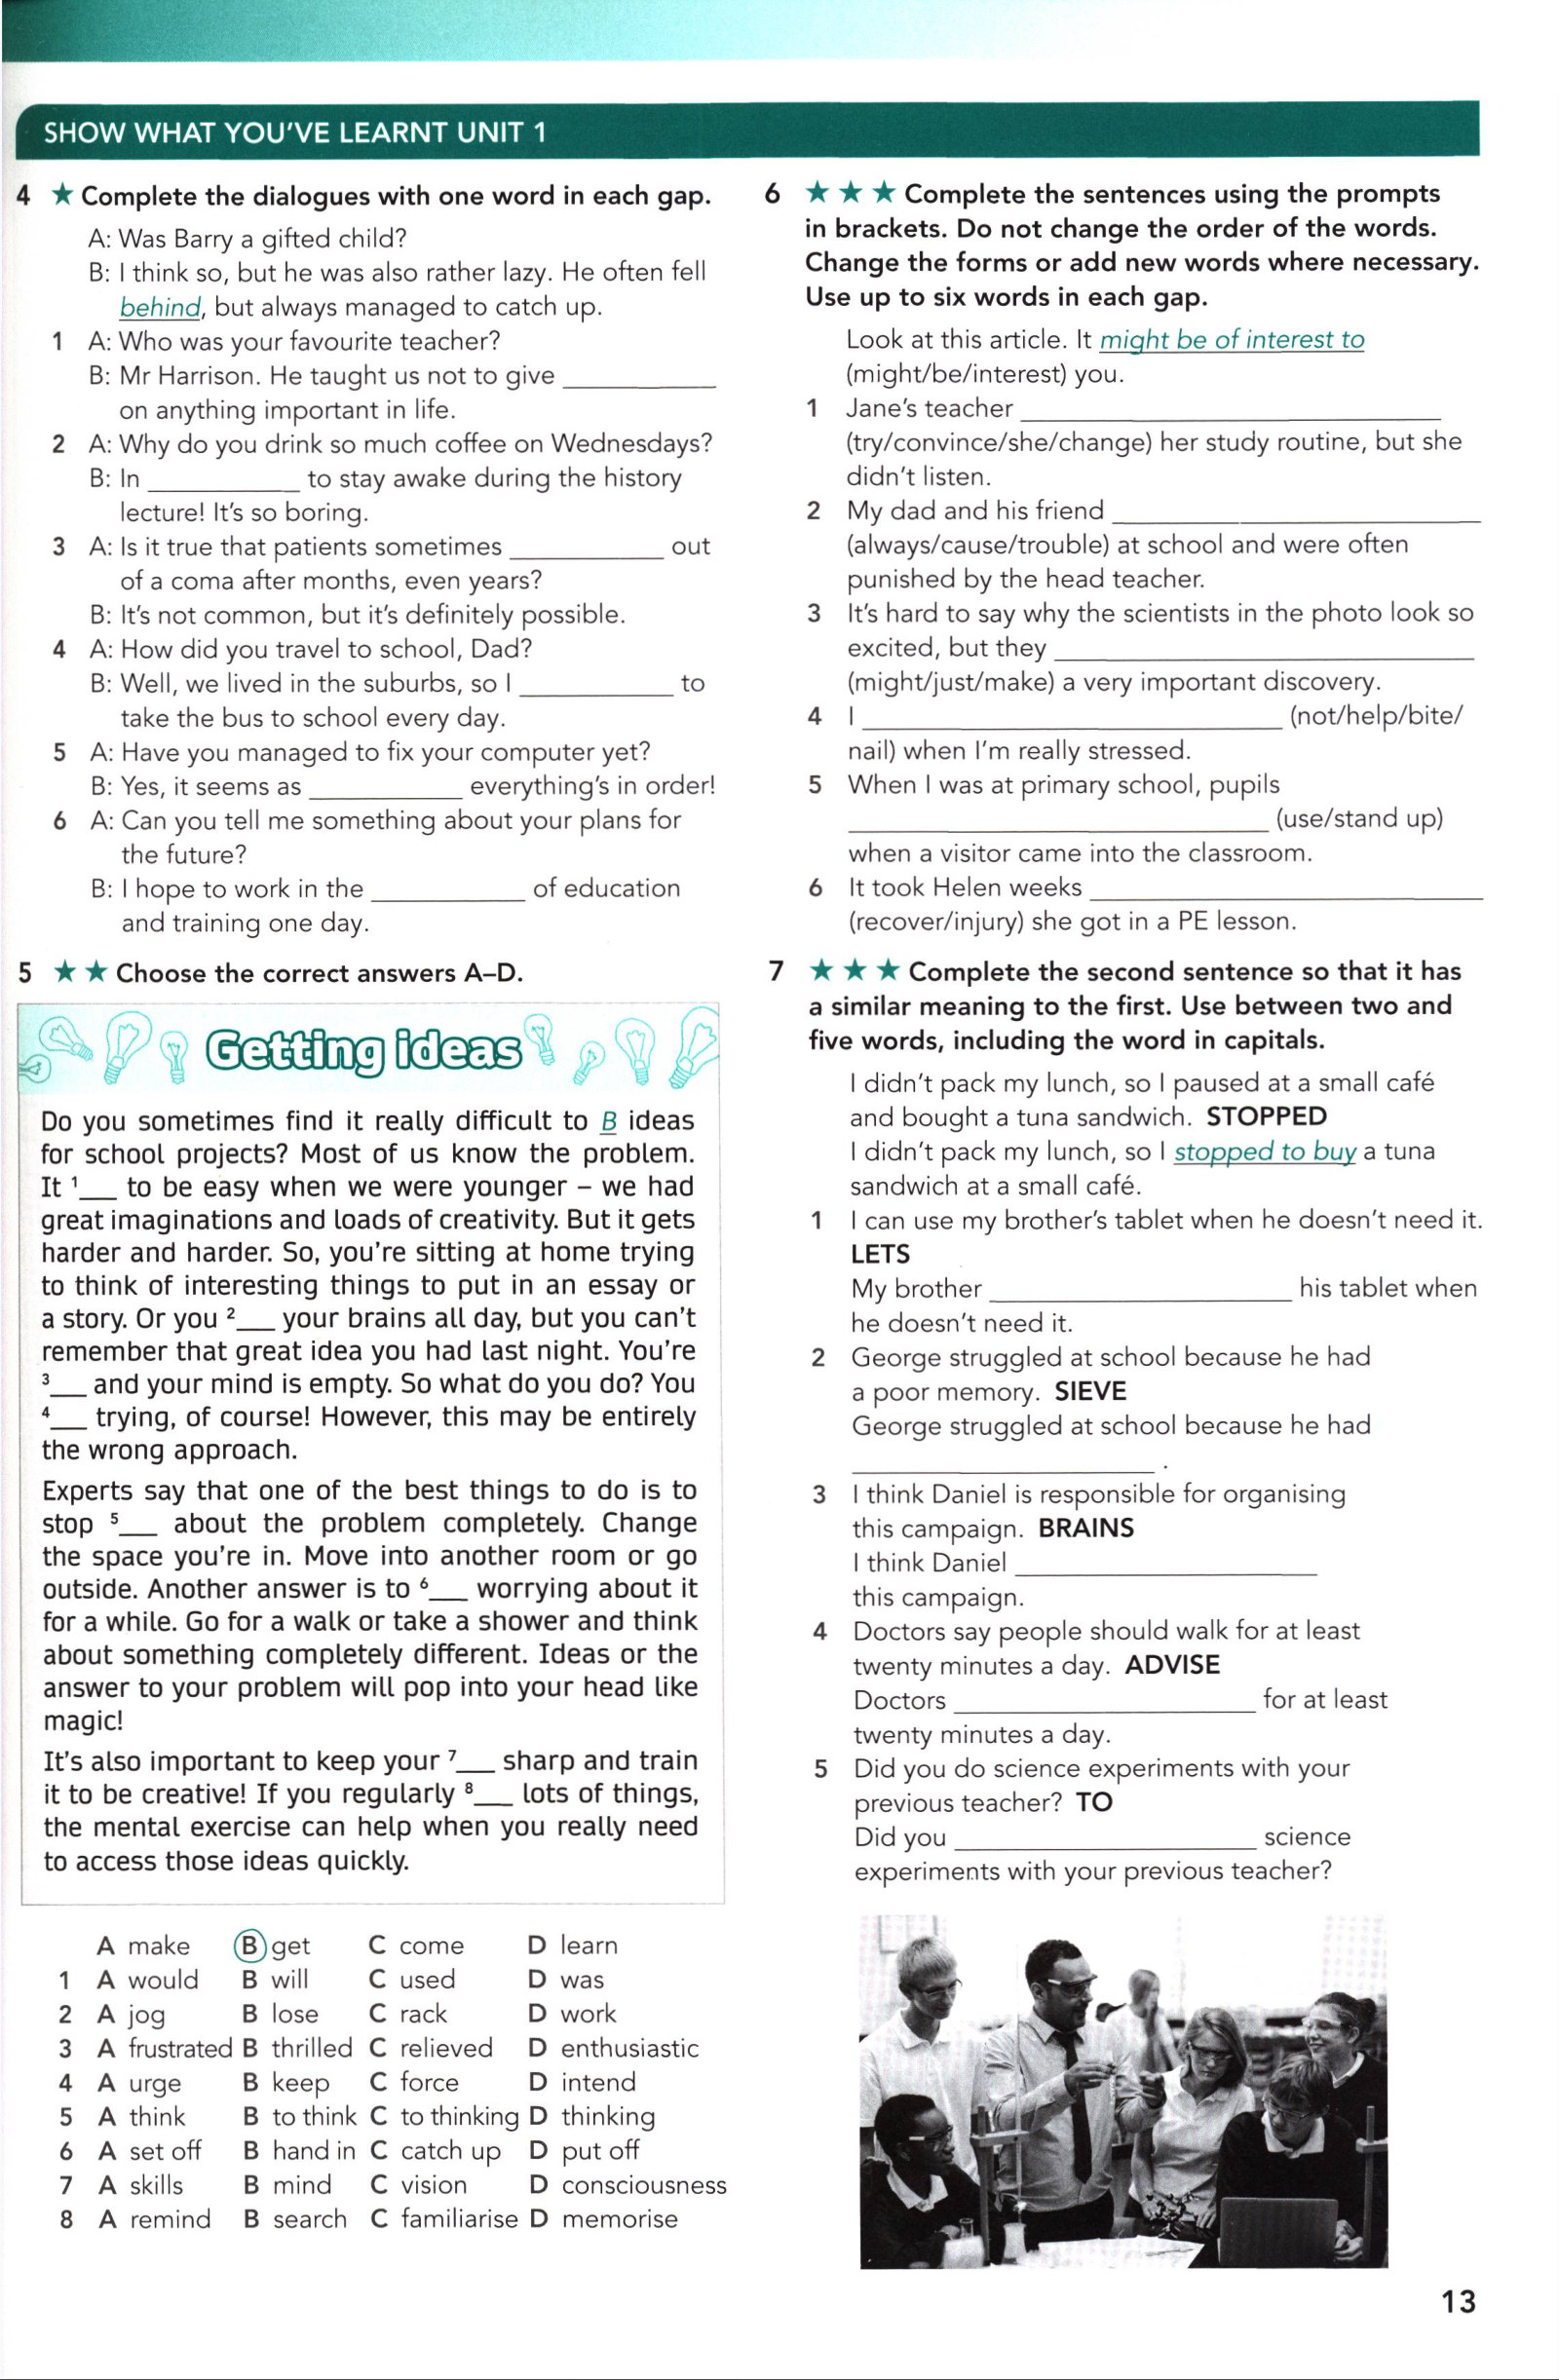 SHOW WHAT YOU'VE LEARNT UNIT 1
4 ★ Complete the dialogues with one word in each gap.
A: Was Barry a gifted child?
B: I think so, but he was also rather lazy. He often fell
behind, but always managed to catch up.
1 A: Who was your favourite teacher?
B: Mr Harrison. He taught us not to give ____________
on anything important in life.
2 A: Why do you drink so much coffee on Wednesdays?
B: In ____________ to stay awake during the history
lecture! It's so boring.
3 A: Is it true that patients sometimes ____________ out
of a coma after months, even years?
B: It's not common, but it's definitely possible.
4 A: How did you travel to school, Dad?
B: Well, we lived in the suburbs, so I ____________ to
take the bus to school every day.
5 A: Have you managed to fix your computer yet?
B: Yes, it seems as ____________ everything's in order!
6 A: Can you tell me something about your plans for
the future?
B: I hope to work in the ____________ of education
and training one day.
5 ★ ★ Choose the correct answers A–D.
Getting ideas
Do you sometimes find it really difficult to B ideas
for school projects? Most of us know the problem.
It ¹___ to be easy when we were younger – we had
great imaginations and loads of creativity. But it gets
harder and harder. So, you're sitting at home trying
to think of interesting things to put in an essay or
a story. Or you ²___ your brains all day, but you can't
remember that great idea you had last night. You're
³___ and your mind is empty. So what do you do? You
⁴___ trying, of course! However, this may be entirely
the wrong approach.
Experts say that one of the best things to do is to
stop ⁵___ about the problem completely. Change
the space you're in. Move into another room or go
outside. Another answer is to ⁶___ worrying about it
for a while. Go for a walk or take a shower and think
about something completely different. Ideas or the
answer to your problem will pop into your head like
magic!
It's also important to keep your ⁷___ sharp and train
it to be creative! If you regularly ⁸___ lots of things,
the mental exercise can help when you really need
to access those ideas quickly.
A make B get C come D learn
1 A would B will C used D was
2 A jog B lose C rack D work
3 A frustrated B thrilled C relieved D enthusiastic
4 A urge B keep C force D intend
5 A think B to think C to thinking D thinking
6 A set off B hand in C catch up D put off
7 A skills B mind C vision D consciousness
8 A remind B search C familiarise D memorise
6 ★ ★ ★ Complete the sentences using the prompts
in brackets. Do not change the order of the words.
Change the forms or add new words where necessary.
Use up to six words in each gap.
Look at this article. It might be of interest to
(might/be/interest) you.
1 Jane's teacher ____________
(try/convince/she/change) her study routine, but she
didn't listen.
2 My dad and his friend ____________
(always/cause/trouble) at school and were often
punished by the head teacher.
3 It's hard to say why the scientists in the photo look so
excited, but they ____________
(might/just/make) a very important discovery.
4 I ____________ (not/help/bite/
nail) when I'm really stressed.
5 When I was at primary school, pupils
____________ (use/stand up)
when a visitor came into the classroom.
6 It took Helen weeks ____________
(recover/injury) she got in a PE lesson.
7 ★ ★ ★ Complete the second sentence so that it has
a similar meaning to the first. Use between two and
five words, including the word in capitals.
I didn't pack my lunch, so I paused at a small café
and bought a tuna sandwich. STOPPED
I didn't pack my lunch, so I stopped to buy a tuna
sandwich at a small café.
1 I can use my brother's tablet when he doesn't need it.
LETS
My brother ____________ his tablet when
he doesn't need it.
2 George struggled at school because he had
a poor memory. SIEVE
George struggled at school because he had
____________ .
3 I think Daniel is responsible for organising
this campaign. BRAINS
I think Daniel ____________
this campaign.
4 Doctors say people should walk for at least
twenty minutes a day. ADVISE
Doctors ____________ for at least
twenty minutes a day.
5 Did you do science experiments with your
previous teacher? TO
Did you ____________ science
experiments with your previous teacher?
13